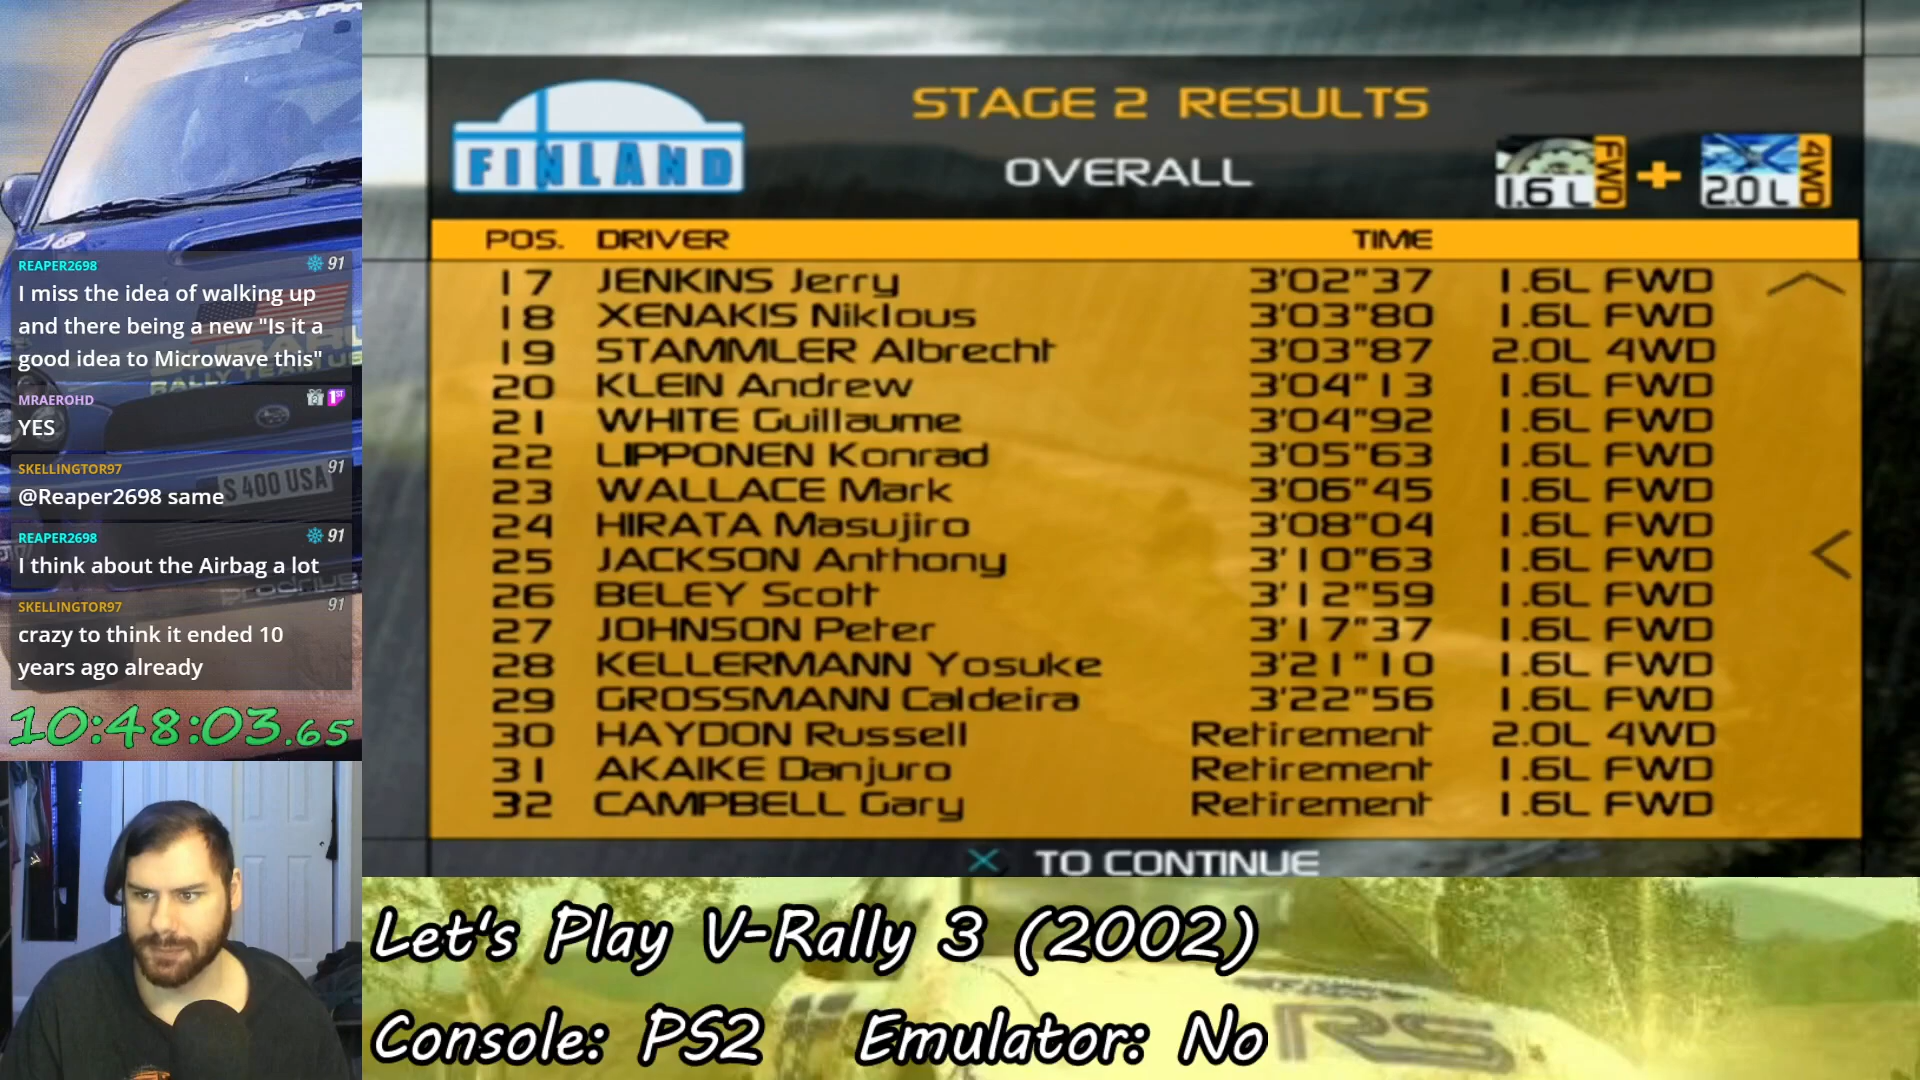 REAPER2698 91
I miss the idea of walking up
and there being a new "Is it a
good idea to Microwave this"
MRAEROHD 1ST
YES
SKELLINGTOR97 91
@Reaper2698 same
REAPER2698 91
I think about the Airbag a lot
SKELLINGTOR97 91
crazy to think it ended 10
years ago already
S 400 USA
RALLY TEAM
prodrive
10:48:03.65
FINLAND
STAGE 2 RESULTS
OVERALL
1.6L FWD + 2.0L 4WD
POS. DRIVER TIME
17 JENKINS Jerry 3'02"37 1.6L FWD
18 XENAKIS Niklous 3'03"80 1.6L FWD
19 STAMMLER Albrecht 3'03"87 2.0L 4WD
20 KLEIN Andrew 3'04"13 1.6L FWD
21 WHITE Guillaume 3'04"92 1.6L FWD
22 LIPPONEN Konrad 3'05"63 1.6L FWD
23 WALLACE Mark 3'06"45 1.6L FWD
24 HIRATA Masujiro 3'08"04 1.6L FWD
25 JACKSON Anthony 3'10"63 1.6L FWD
26 BELEY Scott 3'12"59 1.6L FWD
27 JOHNSON Peter 3'17"37 1.6L FWD
28 KELLERMANN Yosuke 3'21"10 1.6L FWD
29 GROSSMANN Caldeira 3'22"56 1.6L FWD
30 HAYDON Russell Retirement 2.0L 4WD
31 AKAIKE Danjuro Retirement 1.6L FWD
32 CAMPBELL Gary Retirement 1.6L FWD
X TO CONTINUE
Let's Play V-Rally 3 (2002)
Console: PS2 Emulator: No
RS